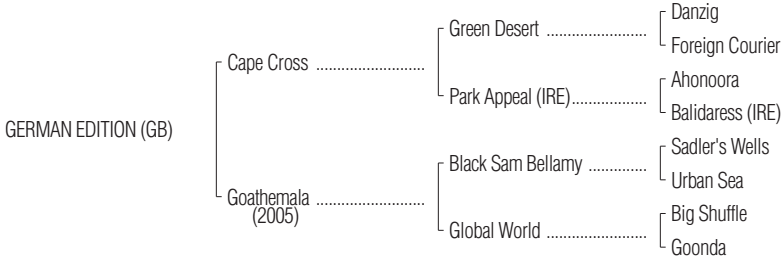 Danzig
Green Desert ..........................
Foreign Courier
Cape Cross ............................
Ahonoora
Park Appeal (IRE)....................
Balidaress (IRE)
GERMAN EDITION (GB)
Sadler's Wells
Black Sam Bellamy ...............
Urban Sea
Goathemala ............................
(2005)
Big Shuffle
Global World ..........................
Goonda